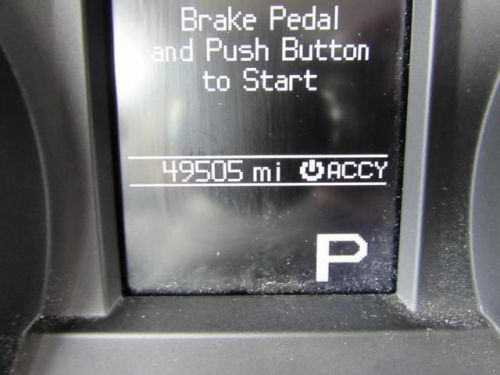 Brake Pedal
and Push Button
to Start
49505 mi ACCY
P